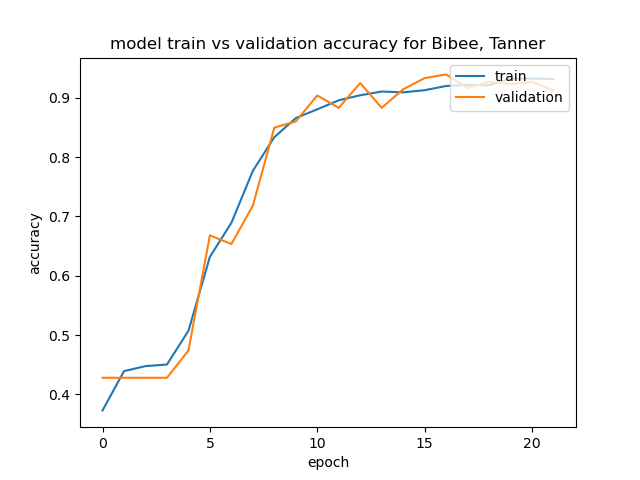 model train vs validation accuracy for Bibee, Tanner
train
validation
0.9
0.8
0.7
0.6
0.5
0.4
accuracy
0 5 10 15 20
epoch